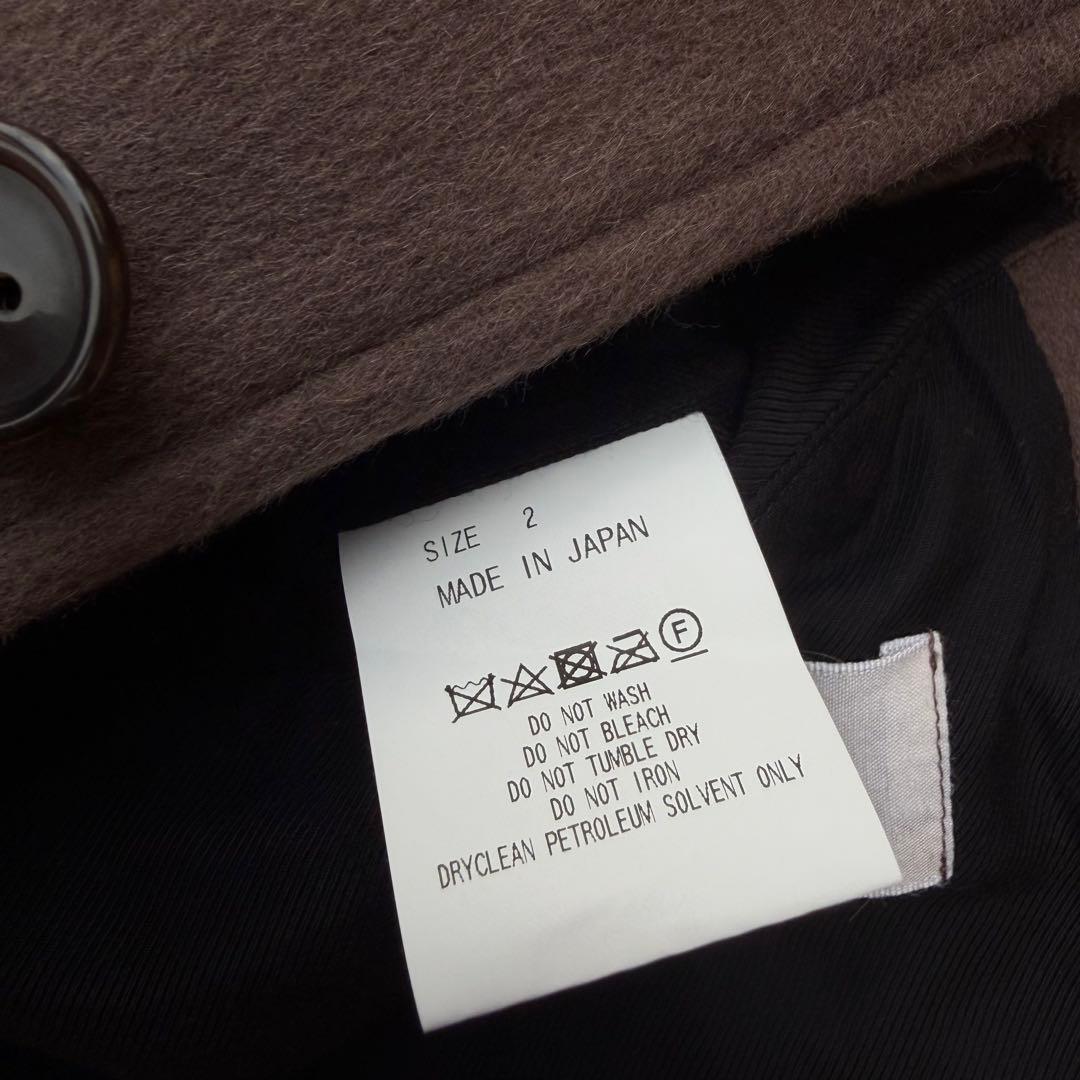 SIZE 2
MADE IN JAPAN
F
DO NOT WASH
DO NOT BLEACH
DO NOT TUMBLE DRY
DO NOT IRON
DRYCLEAN PETROLEUM SOLVENT ONLY